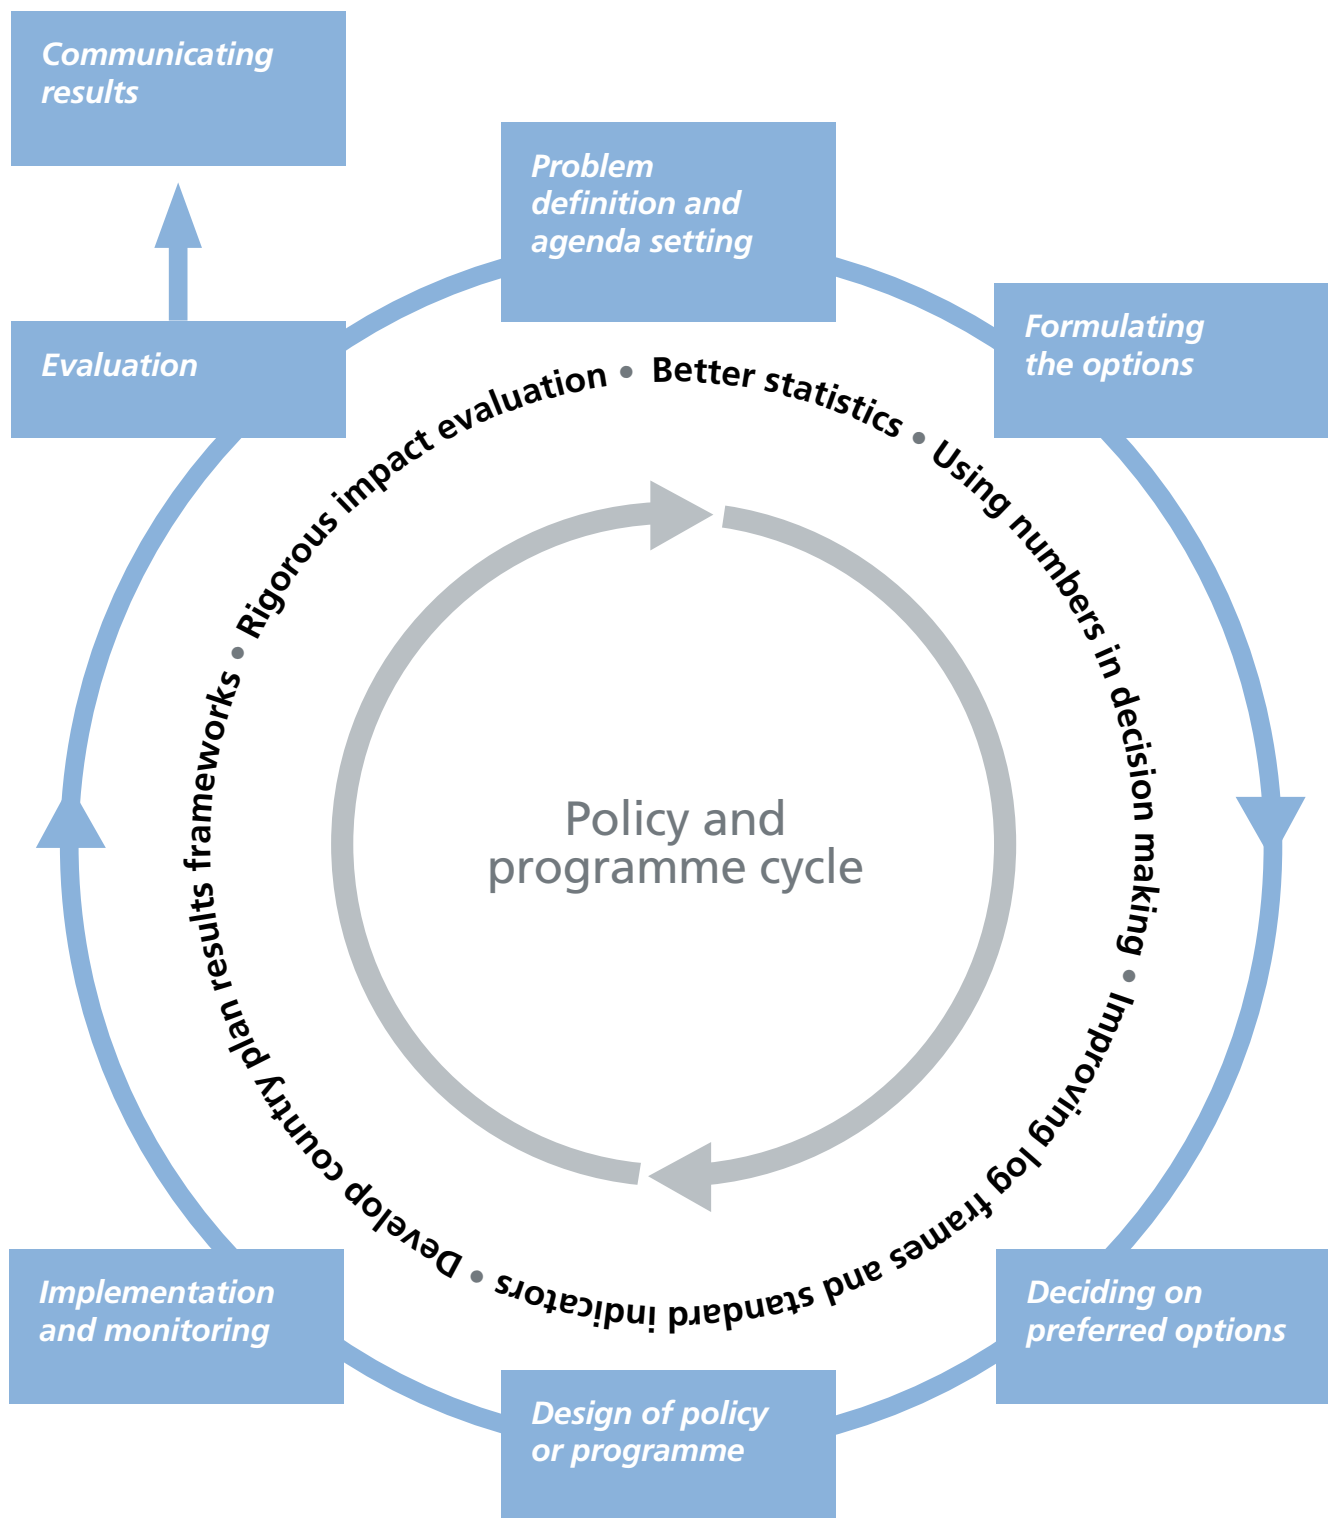 Communicating
results
Problem
definition and
agenda setting
Formulating
the options
Evaluation
Rigorous impact evaluation • Better statistics • Using numbers in decision making • Improving log frames and standard indicators • Develop country plan results frameworks •
Policy and
programme cycle
Implementation
and monitoring
Deciding on
preferred options
Design of policy
or programme